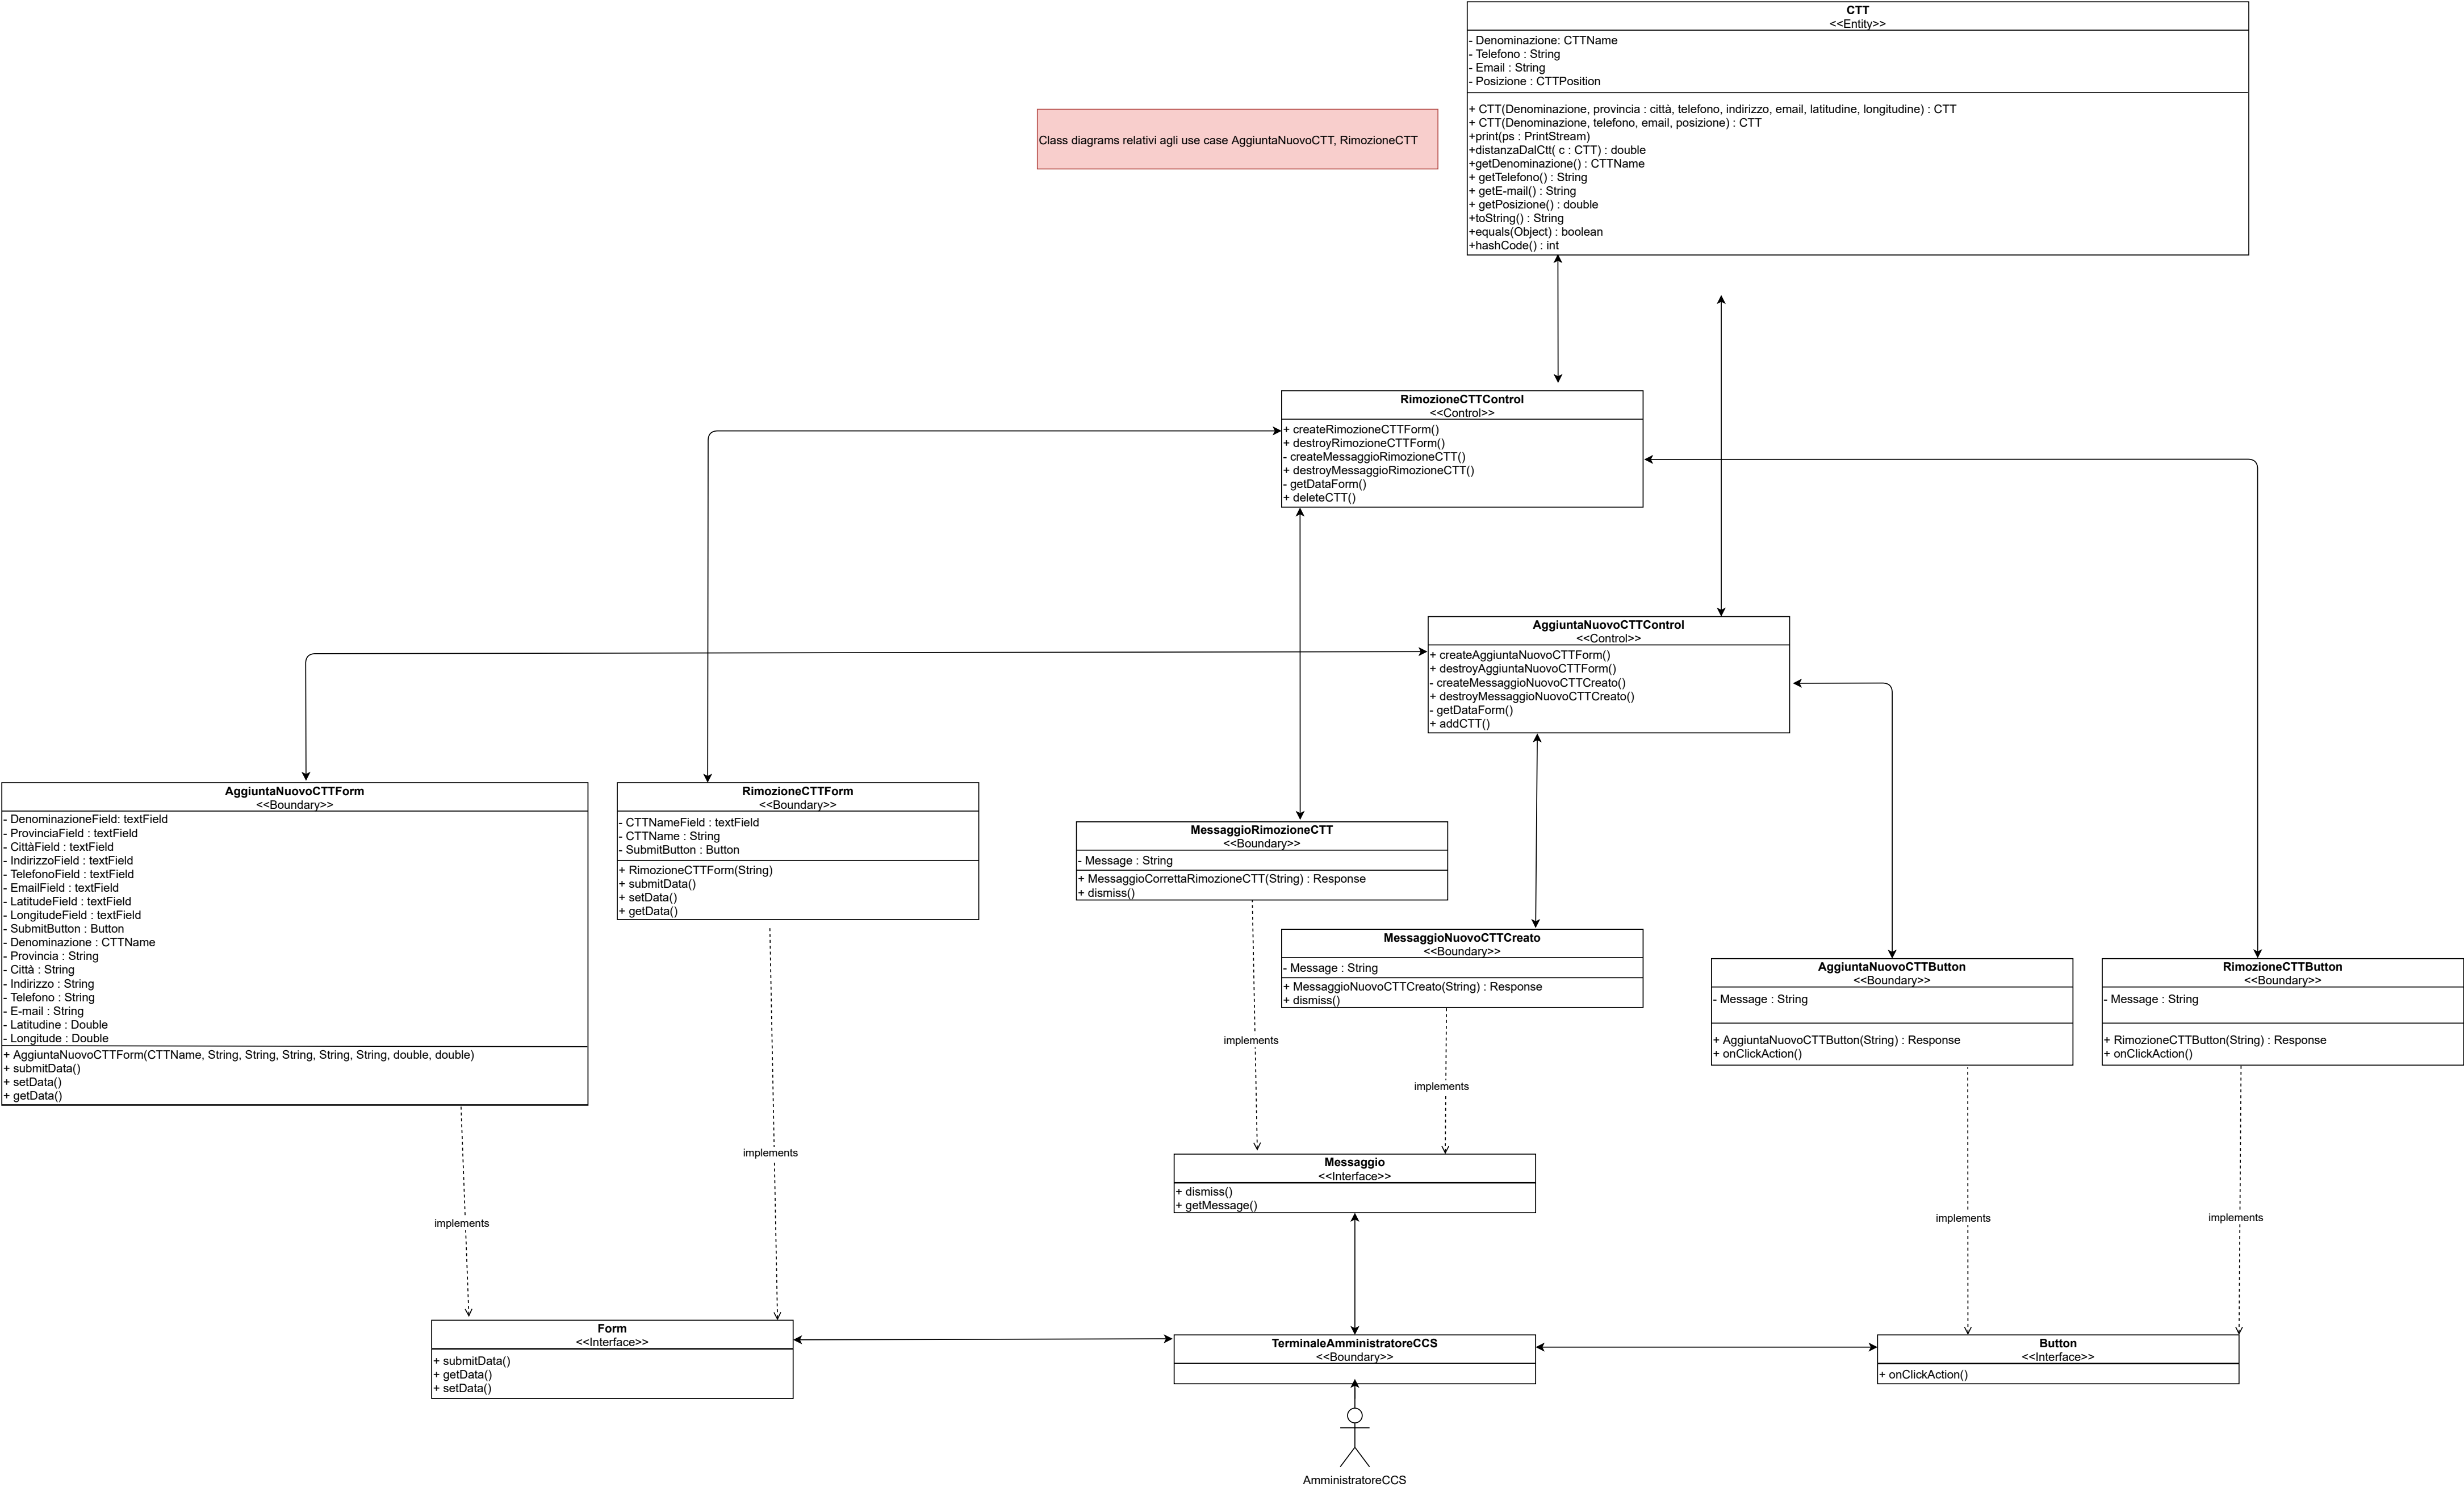 CTT
<<Entity>>
- Denominazione: CTTName
- Telefono : String
- Email : String
- Posizione : CTTPosition
+ CTT(Denominazione, provincia : città, telefono, indirizzo, email, latitudine, longitudine) : CTT
+ CTT(Denominazione, telefono, email, posizione) : CTT
+print(ps : PrintStream)
+distanzaDalCtt( c : CTT) : double
+getDenominazione() : CTTName
+ getTelefono() : String
+ getE-mail() : String
+ getPosizione() : double
+toString() : String
+equals(Object) : boolean
+hashCode() : int
Class diagrams relativi agli use case AggiuntaNuovoCTT, RimozioneCTT
RimozioneCTTControl
<<Control>>
+ createRimozioneCTTForm()
+ destroyRimozioneCTTForm()
- createMessaggioRimozioneCTT()
+ destroyMessaggioRimozioneCTT()
- getDataForm()
+ deleteCTT()
AggiuntaNuovoCTTControl
<<Control>>
+ createAggiuntaNuovoCTTForm()
+ destroyAggiuntaNuovoCTTForm()
- createMessaggioNuovoCTTCreato()
+ destroyMessaggioNuovoCTTCreato()
- getDataForm()
+ addCTT()
AggiuntaNuovoCTTForm
<<Boundary>>
- DenominazioneField: textField
- ProvinciaField : textField
- CittàField : textField
- IndirizzoField : textField
- TelefonoField : textField
- EmailField : textField
- LatitudeField : textField
- LongitudeField : textField
- SubmitButton : Button
- Denominazione : CTTName
- Provincia : String
- Città : String
- Indirizzo : String
- Telefono : String
- E-mail : String
- Latitudine : Double
- Longitude : Double
+ AggiuntaNuovoCTTForm(CTTName, String, String, String, String, String, double, double)
+ submitData()
+ setData()
+ getData()
RimozioneCTTForm
<<Boundary>>
- CTTNameField : textField
- CTTName : String
- SubmitButton : Button
+ RimozioneCTTForm(String)
+ submitData()
+ setData()
+ getData()
MessaggioRimozioneCTT
<<Boundary>>
- Message : String
+ MessaggioCorrettaRimozioneCTT(String) : Response
+ dismiss()
MessaggioNuovoCTTCreato
<<Boundary>>
- Message : String
+ MessaggioNuovoCTTCreato(String) : Response
+ dismiss()
AggiuntaNuovoCTTButton
<<Boundary>>
- Message : String
+ AggiuntaNuovoCTTButton(String) : Response
+ onClickAction()
RimozioneCTTButton
<<Boundary>>
- Message : String
+ RimozioneCTTButton(String) : Response
+ onClickAction()
implements
implements
implements
implements
implements
implements
Messaggio
<<Interface>>
+ dismiss()
+ getMessage()
Form
<<Interface>>
+ submitData()
+ getData()
+ setData()
TerminaleAmministratoreCCS
<<Boundary>>
Button
<<Interface>>
+ onClickAction()
AmministratoreCCS